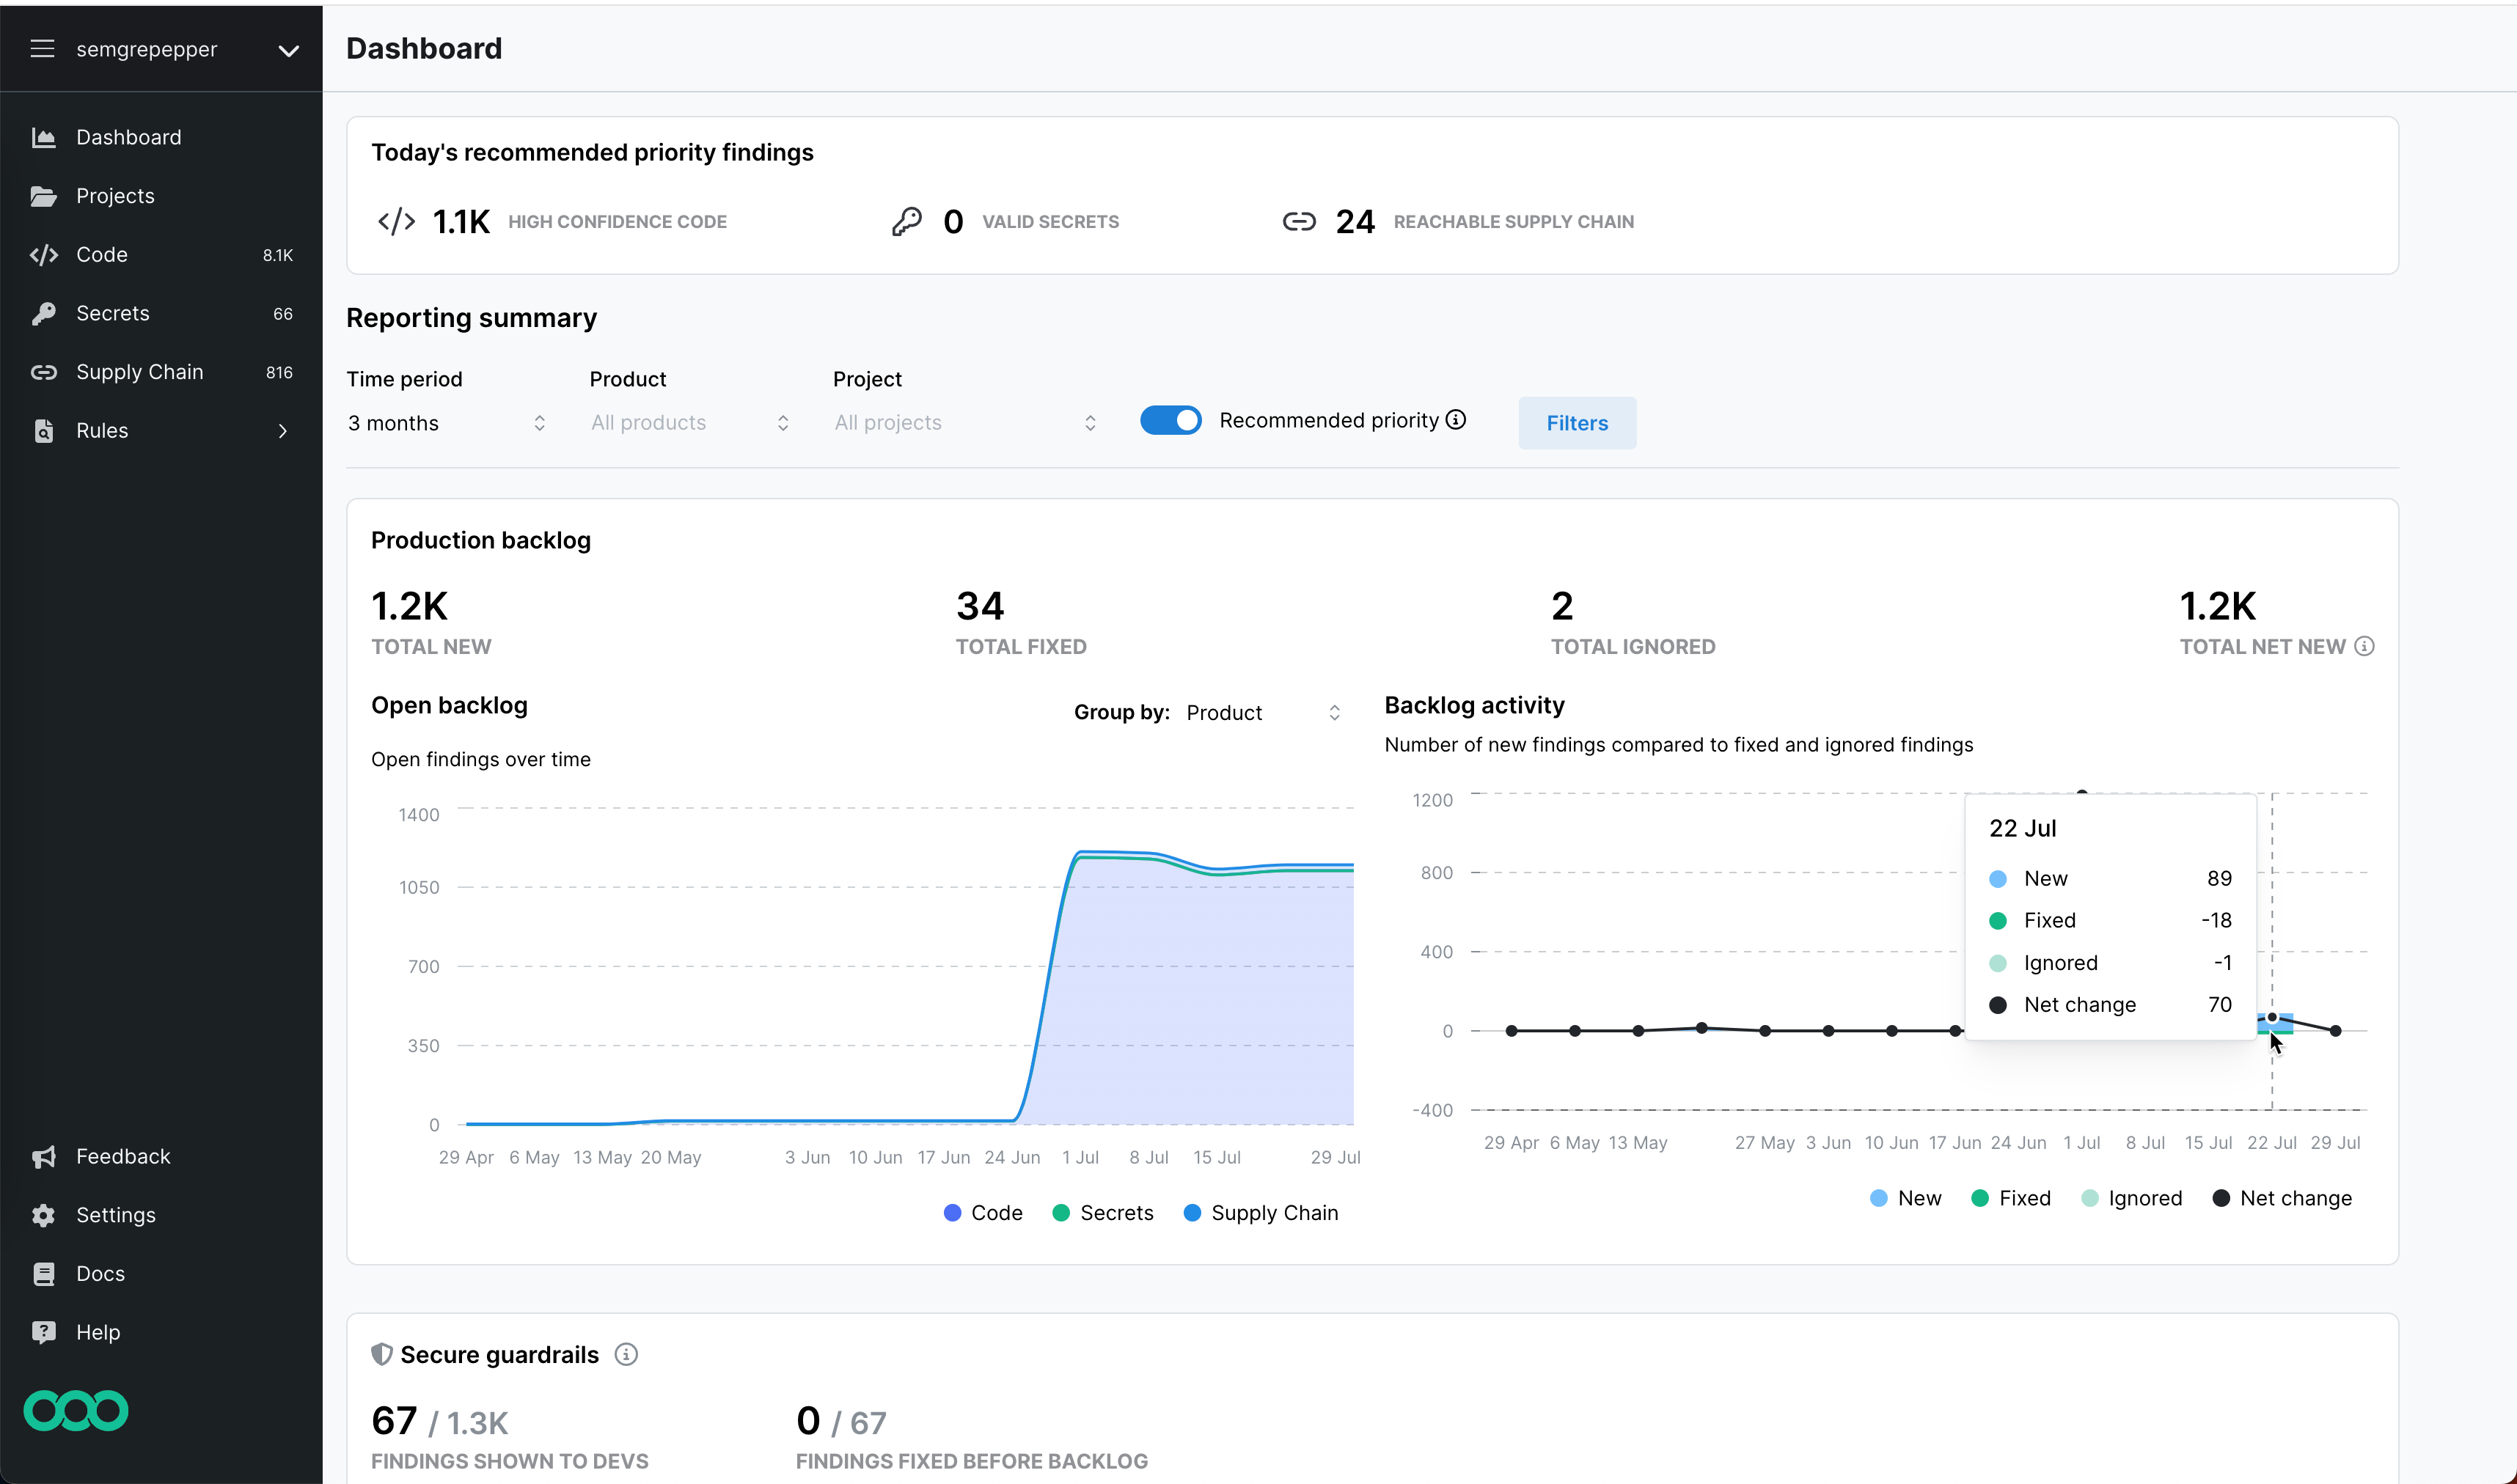 semgrepepper
Dashboard
Projects
Code 8.1K
Secrets 66
Supply Chain 816
Rules
Feedback
Settings
Docs
Help
Dashboard
Today's recommended priority findings
1.1K HIGH CONFIDENCE CODE
0 VALID SECRETS
24 REACHABLE SUPPLY CHAIN
Reporting summary
Time period
3 months
Product
All products
Project
All projects
Recommended priority
Filters
Production backlog
1.2K
TOTAL NEW
34
TOTAL FIXED
2
TOTAL IGNORED
1.2K
TOTAL NET NEW
Open backlog
Group by: Product
Open findings over time
1400
1050
700
350
0
29 Apr 6 May 13 May 20 May 3 Jun 10 Jun 17 Jun 24 Jun 1 Jul 8 Jul 15 Jul 29 Jul
Code Secrets Supply Chain
Backlog activity
Number of new findings compared to fixed and ignored findings
1200
800
400
0
-400
22 Jul
New 89
Fixed -18
Ignored -1
Net change 70
29 Apr 6 May 13 May 27 May 3 Jun 10 Jun 17 Jun 24 Jun 1 Jul 8 Jul 15 Jul 22 Jul 29 Jul
New Fixed Ignored Net change
Secure guardrails
67 / 1.3K
FINDINGS SHOWN TO DEVS
0 / 67
FINDINGS FIXED BEFORE BACKLOG